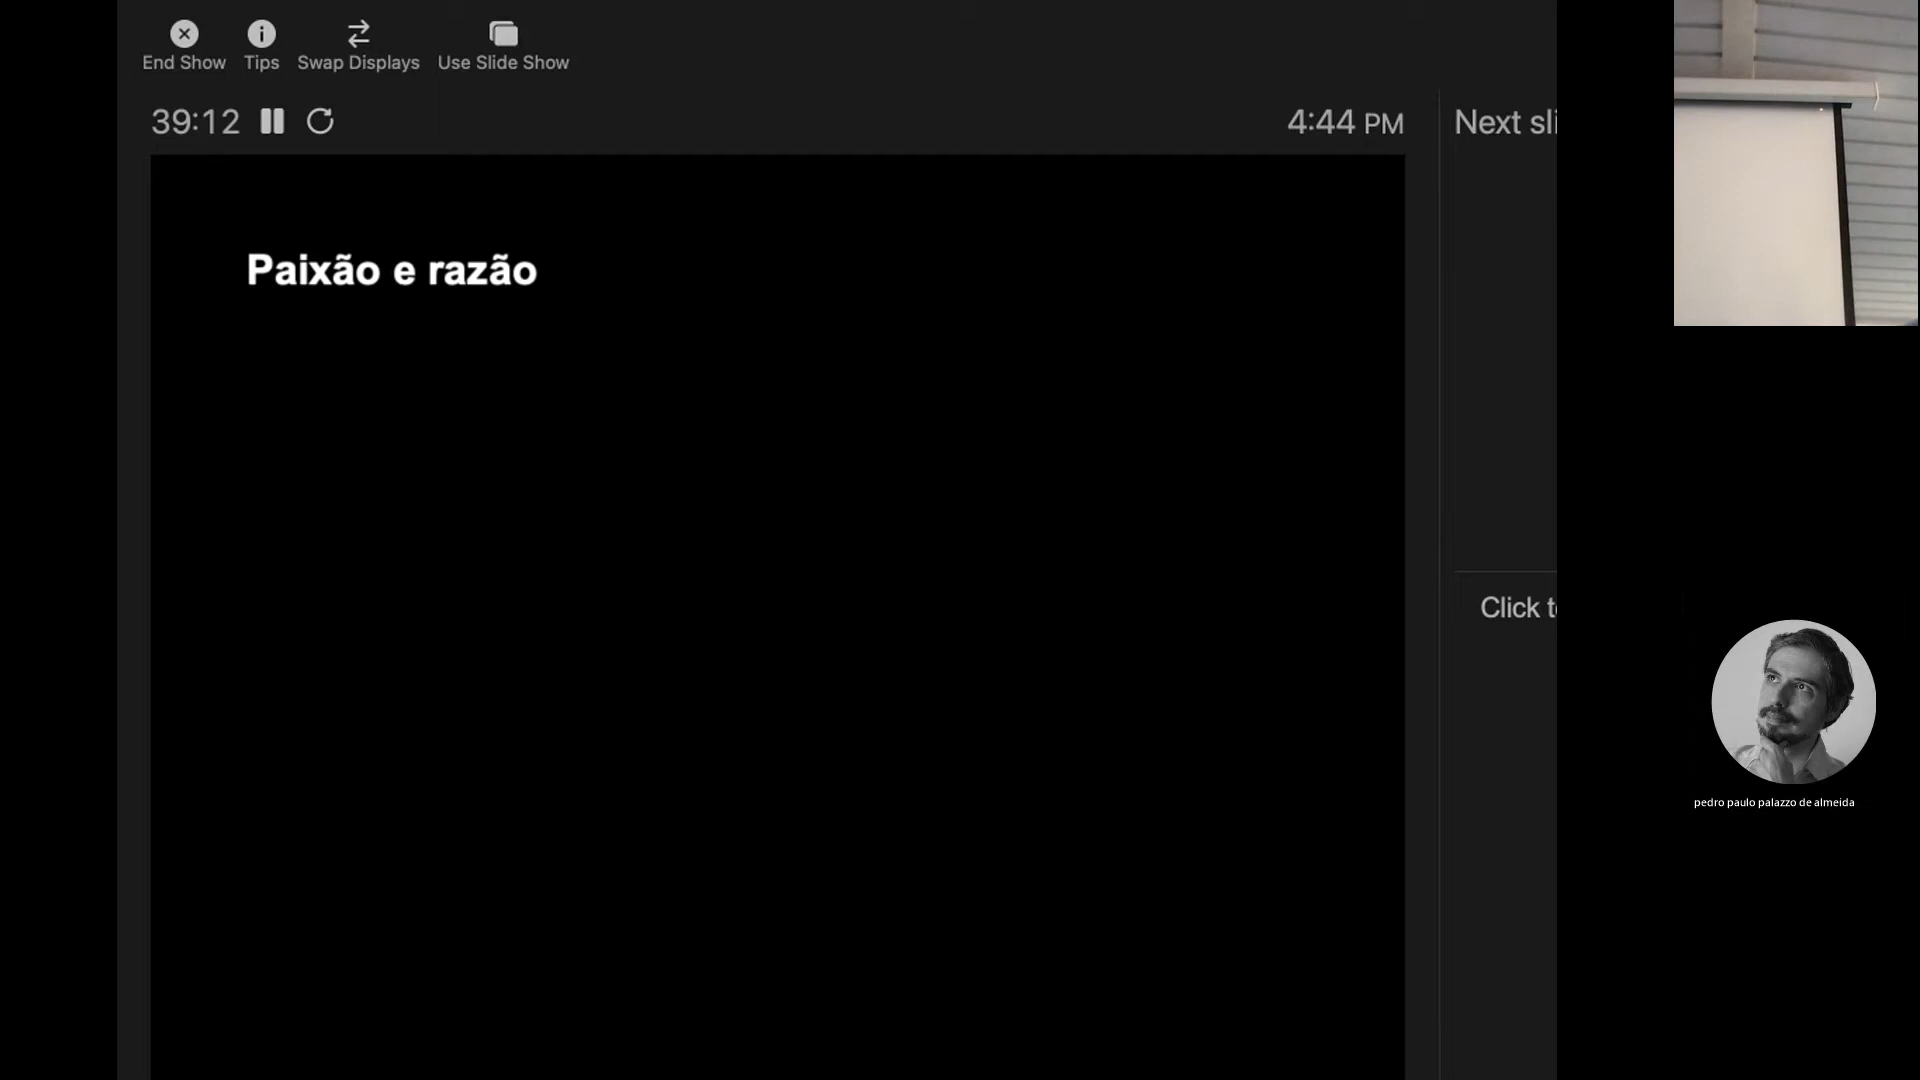 End Show
Tips
Swap Displays
Use Slide Show
39:12
4:44 PM
Next sli
Paixão e razão
Click t
pedro paulo palazzo de almeida